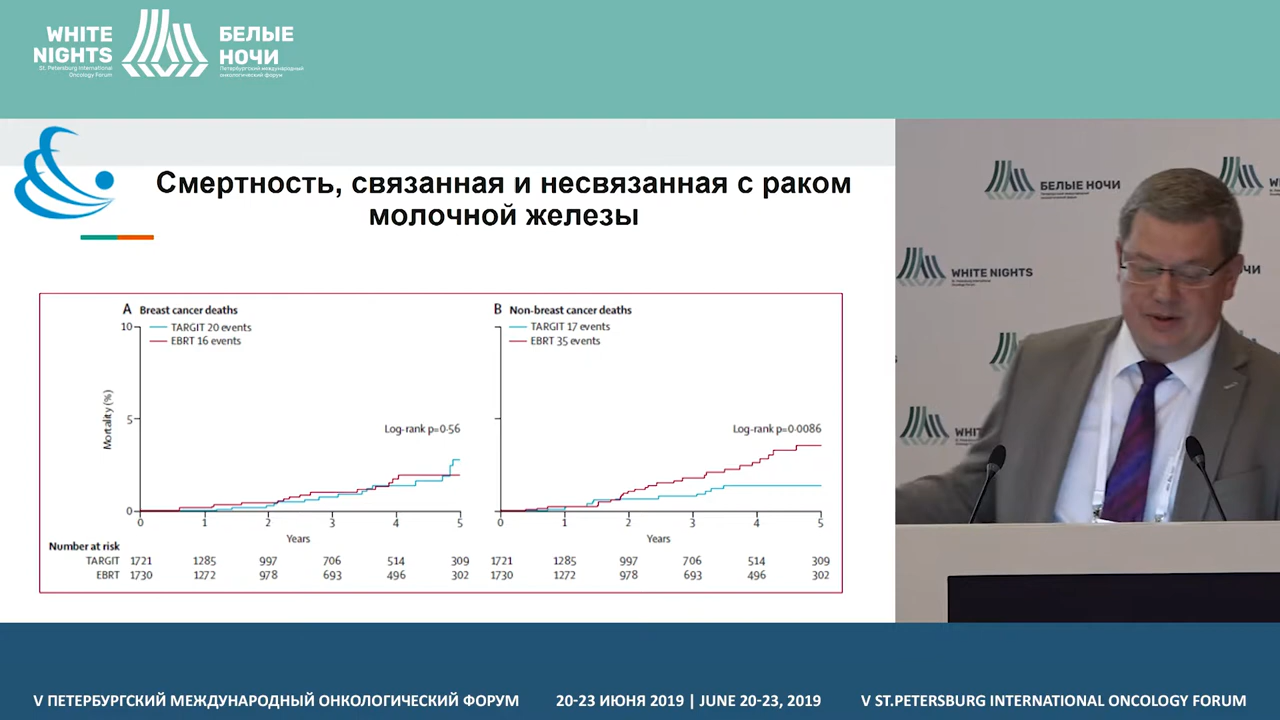 WHITE
NIGHTS
St. Petersburg International
Oncology Forum
БЕЛЫЕ
НОЧИ
Петербургский международный
онкологический форум
Смертность, связанная и несвязанная с раком
молочной железы
A Breast cancer deaths
TARGIT 20 events
EBRT 16 events
Mortality (%)
10
5
0
Log-rank p=0·56
0 1 2 3 4 5
Years
B Non-breast cancer deaths
TARGIT 17 events
EBRT 35 events
Log-rank p=0·0086
0 1 2 3 4 5
Years
Number at risk
TARGIT 1721 1285 997 706 514 309 1721 1285 997 706 514 309
EBRT 1730 1272 978 693 496 302 1730 1272 978 693 496 302
БЕЛЫЕ НОЧИ
WHITE NIGHTS
V ПЕТЕРБУРГСКИЙ МЕЖДУНАРОДНЫЙ ОНКОЛОГИЧЕСКИЙ ФОРУМ
20-23 ИЮНЯ 2019 | JUNE 20-23, 2019
V ST.PETERSBURG INTERNATIONAL ONCOLOGY FORUM